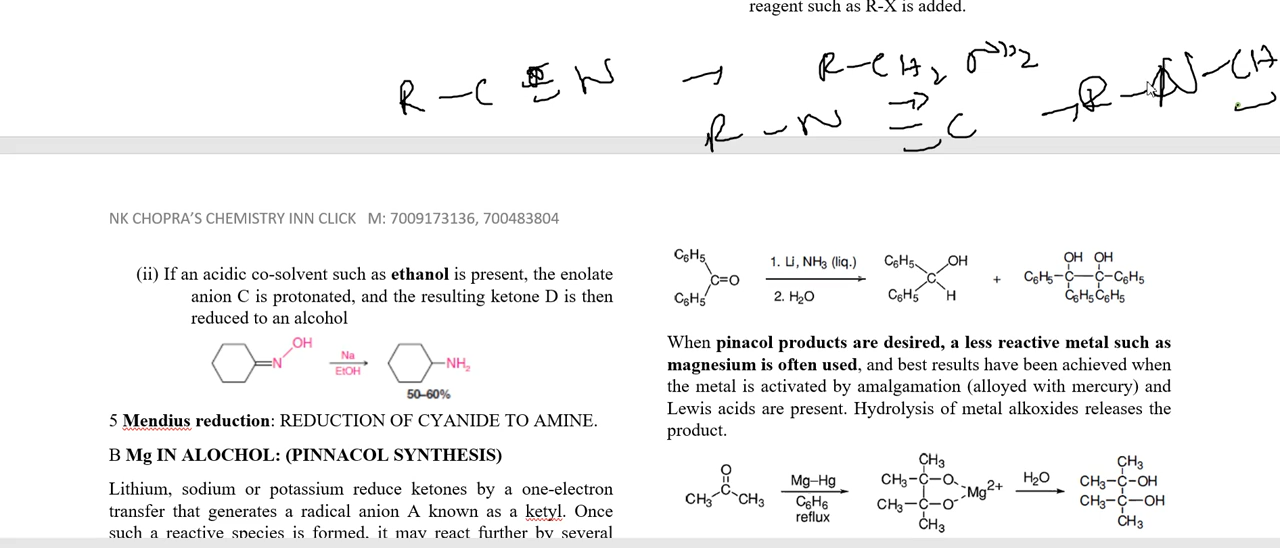 reagent such as R-X is added.
R-C≡N → R-CH2 NH2
R-N≡C → R-N-CH
NK CHOPRA'S CHEMISTRY INN CLICK M: 7009173136, 700483804
(ii) If an acidic co-solvent such as ethanol is present, the enolate
anion C is protonated, and the resulting ketone D is then
reduced to an alcohol
OH
N
Na
EtOH
NH2
50–60%
5 Mendius reduction: REDUCTION OF CYANIDE TO AMINE.
B Mg IN ALOCHOL: (PINNACOL SYNTHESIS)
Lithium, sodium or potassium reduce ketones by a one-electron
transfer that generates a radical anion A known as a ketyl. Once
such a reactive species is formed, it may react further by several
C6H5
C=O
C6H5
1. Li, NH3 (liq.)
2. H2O
C6H5 OH
C
C6H5 H
+
OH OH
C6H5-C-C-C6H5
C6H5 C6H5
When pinacol products are desired, a less reactive metal such as
magnesium is often used, and best results have been achieved when
the metal is activated by amalgamation (alloyed with mercury) and
Lewis acids are present. Hydrolysis of metal alkoxides releases the
product.
O
C
CH3 CH3
Mg–Hg
C6H6
reflux
CH3
CH3-C-O
Mg2+
CH3-C-O
CH3
H2O
CH3
CH3-C-OH
CH3-C-OH
CH3